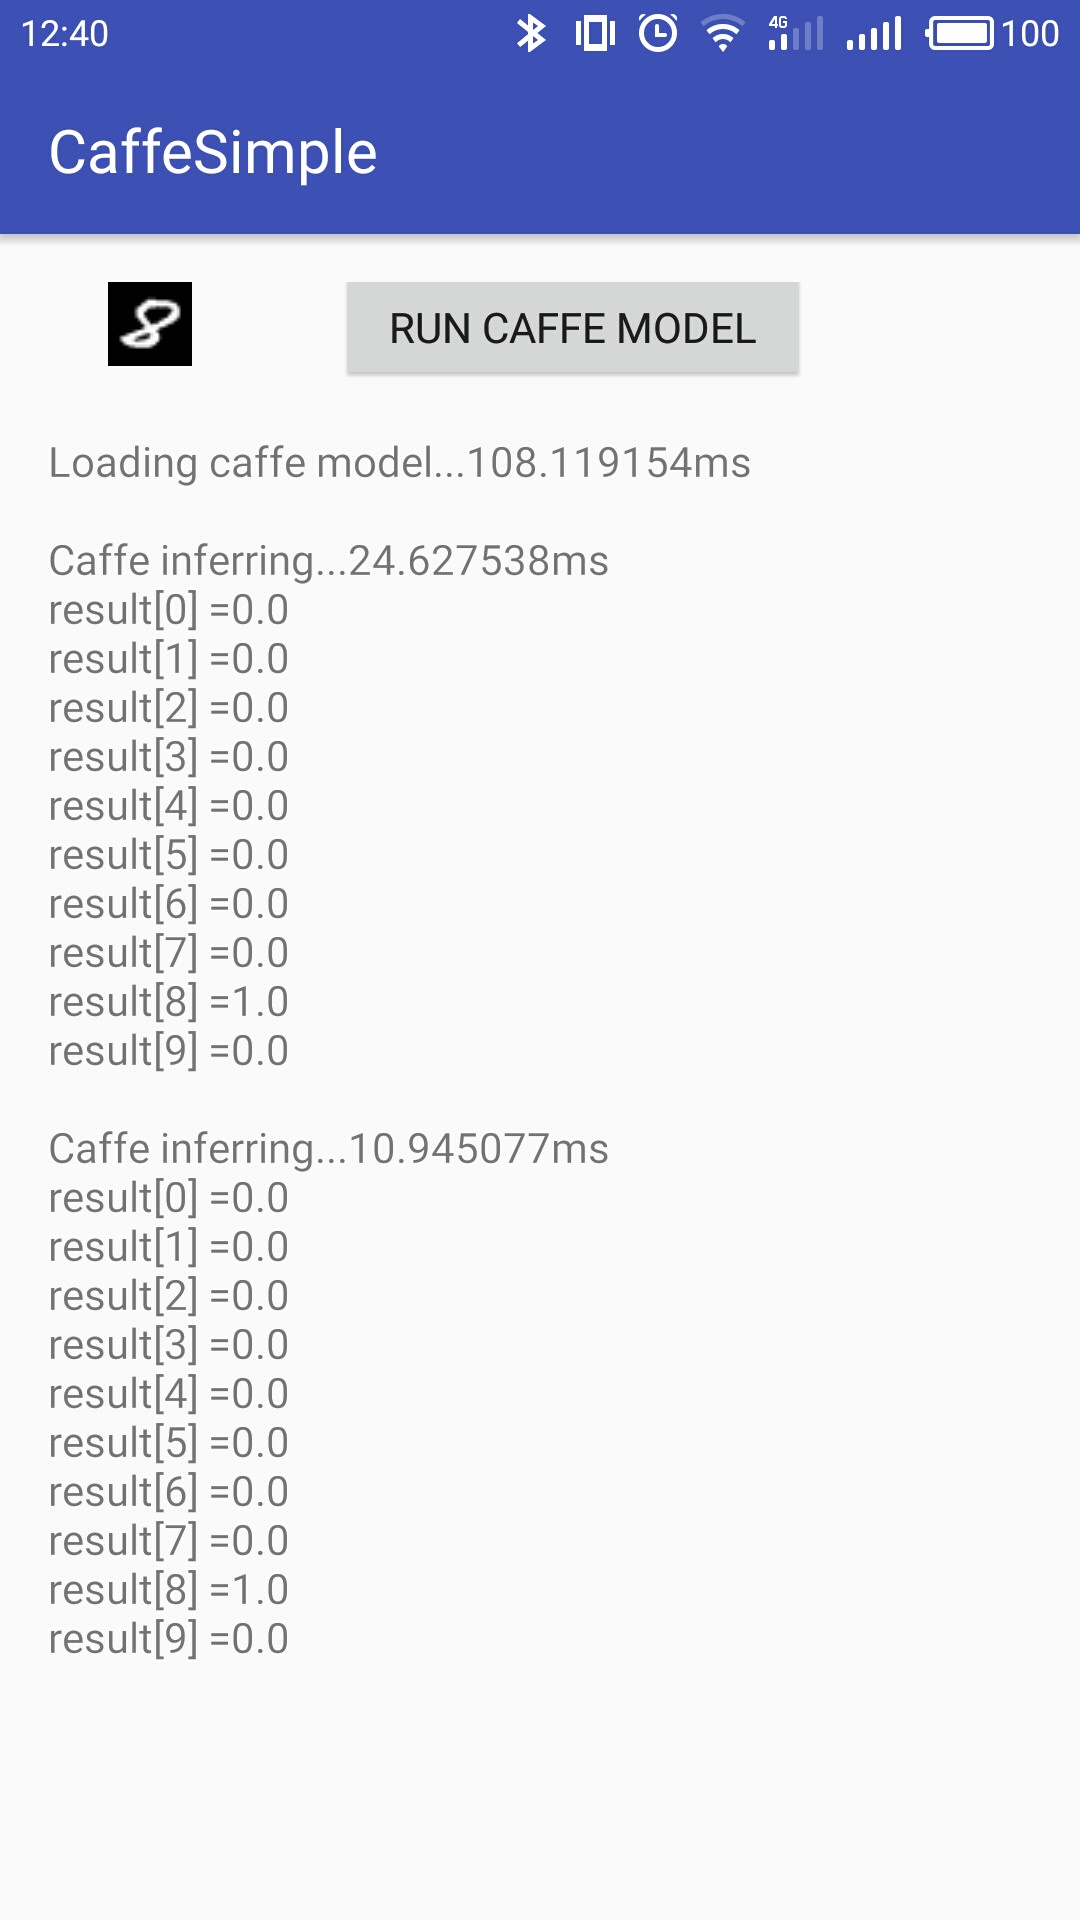 12:40 4G 100
CaffeSimple
8 RUN CAFFE MODEL
Loading caffe model...108.119154ms
Caffe inferring...24.627538ms
result[0] =0.0
result[1] =0.0
result[2] =0.0
result[3] =0.0
result[4] =0.0
result[5] =0.0
result[6] =0.0
result[7] =0.0
result[8] =1.0
result[9] =0.0
Caffe inferring...10.945077ms
result[0] =0.0
result[1] =0.0
result[2] =0.0
result[3] =0.0
result[4] =0.0
result[5] =0.0
result[6] =0.0
result[7] =0.0
result[8] =1.0
result[9] =0.0